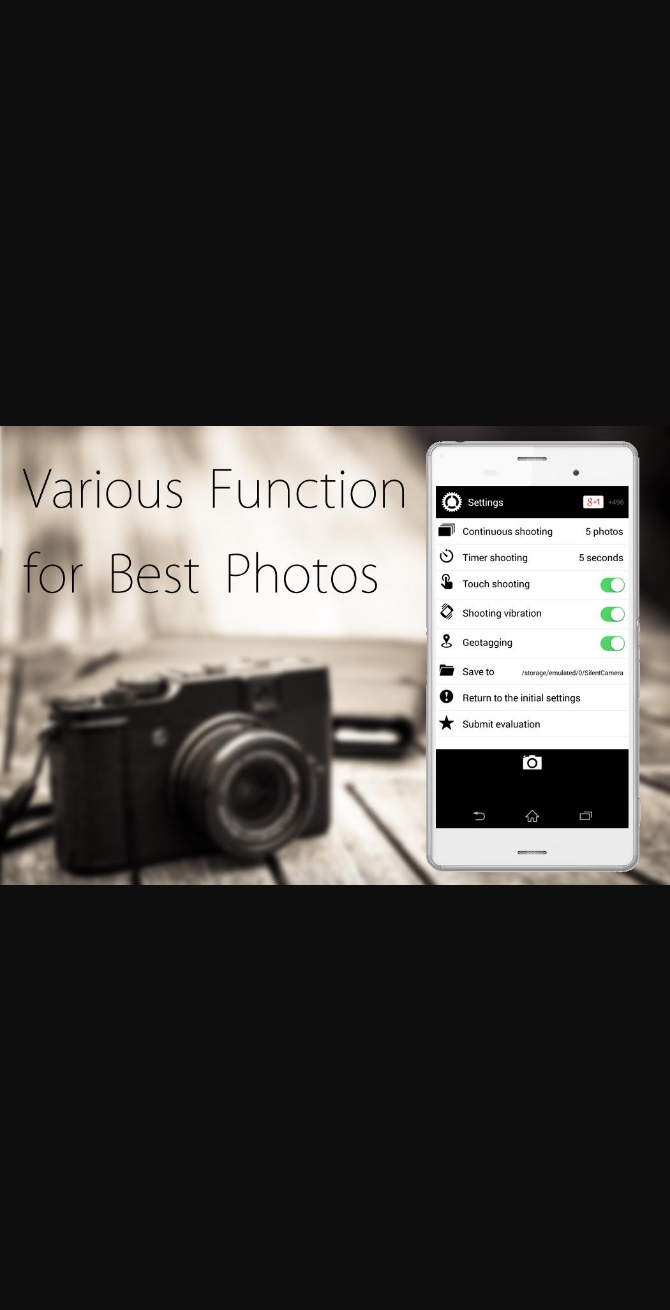 Various Function
for Best Photos
Settings
g+1 +496
Continuous shooting 5 photos
Timer shooting 5 seconds
Touch shooting
Shooting vibration
Geotagging
Save to /storage/emulated/0/SilentCamera
Return to the initial settings
Submit evaluation